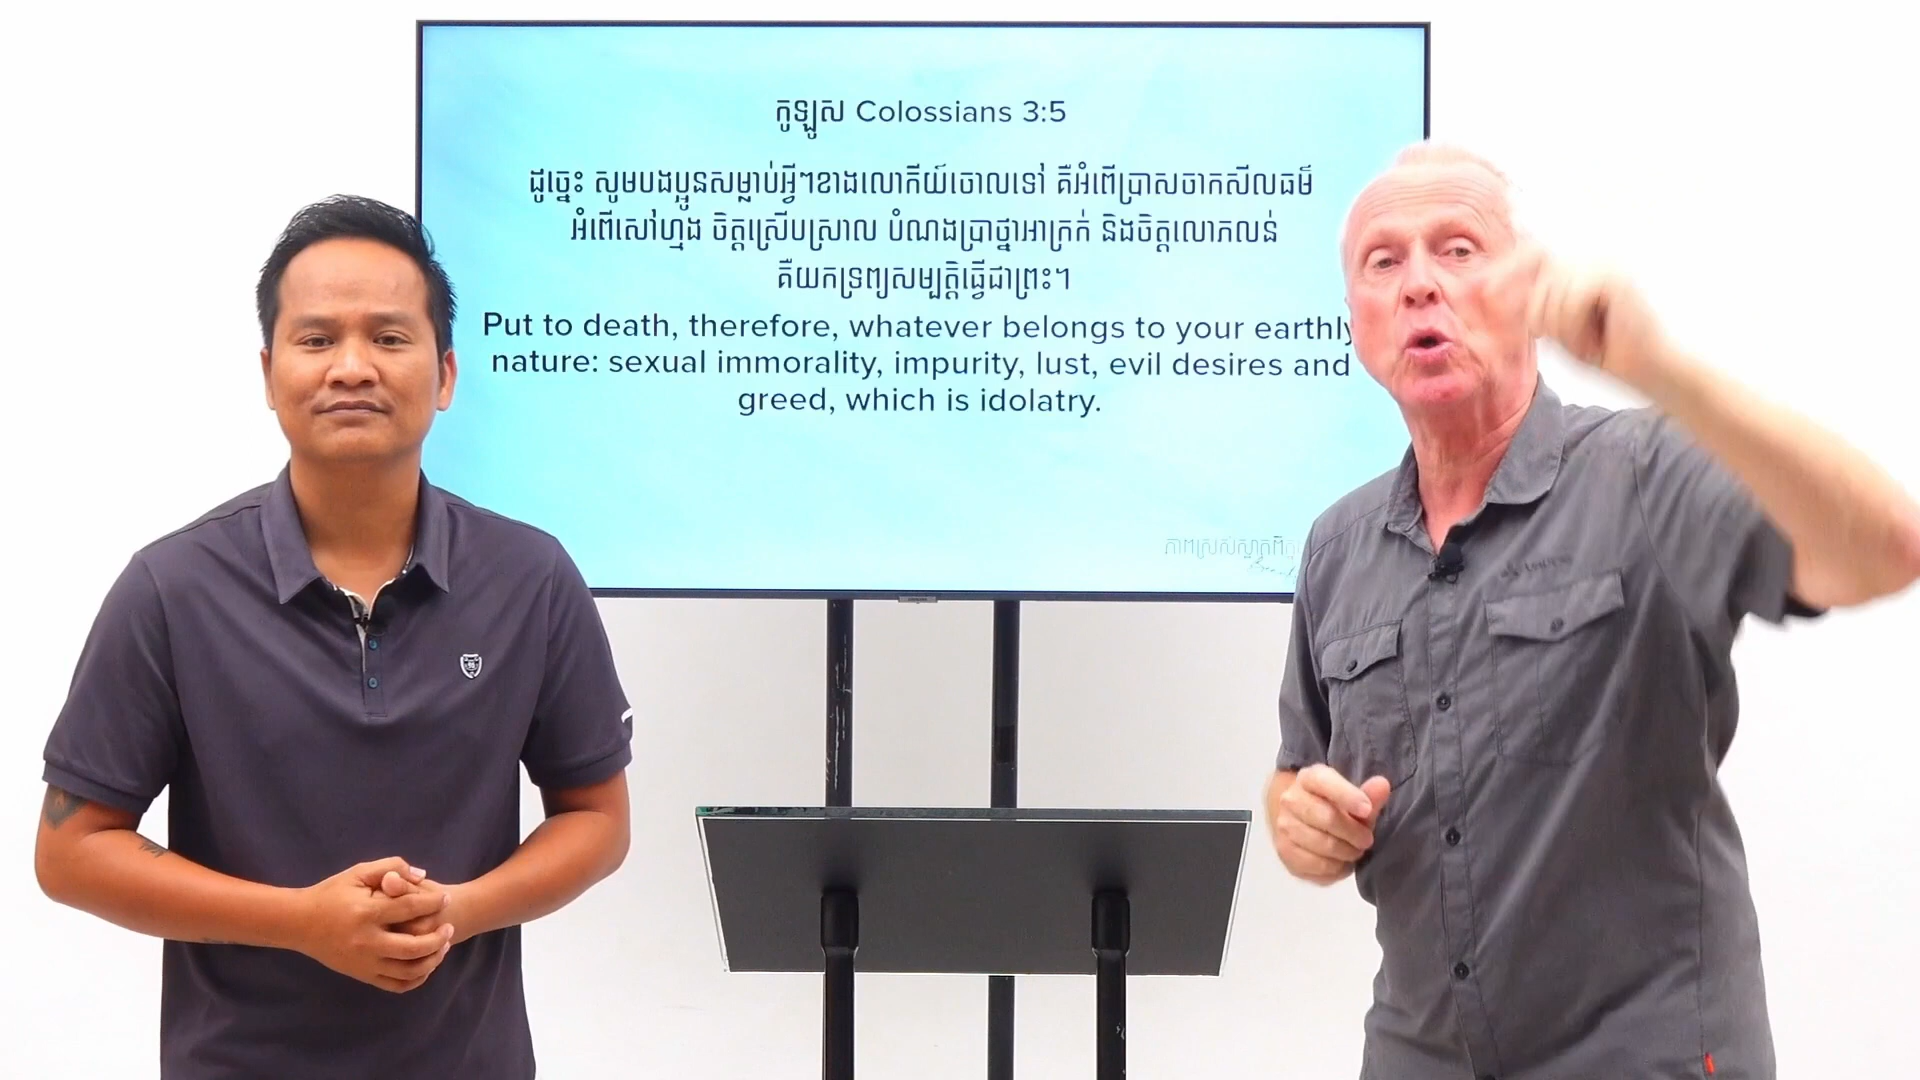 កូឡូស Colossians 3:5
ដូច្នេះ សូមបងប្អូនសម្លាប់អ្វីៗខាងលោកីយ៍ចោលទៅ គឺអំពើប្រាសចាកសីលធម៌
អំពើសៅហ្មង ចិត្តស្រើបស្រាល បំណងប្រាថ្នាអាក្រក់ និងចិត្តលោភលន់
គឺយកទ្រព្យសម្បត្តិធ្វើជាព្រះ។
Put to death, therefore, whatever belongs to your earthly
nature: sexual immorality, impurity, lust, evil desires and
greed, which is idolatry.